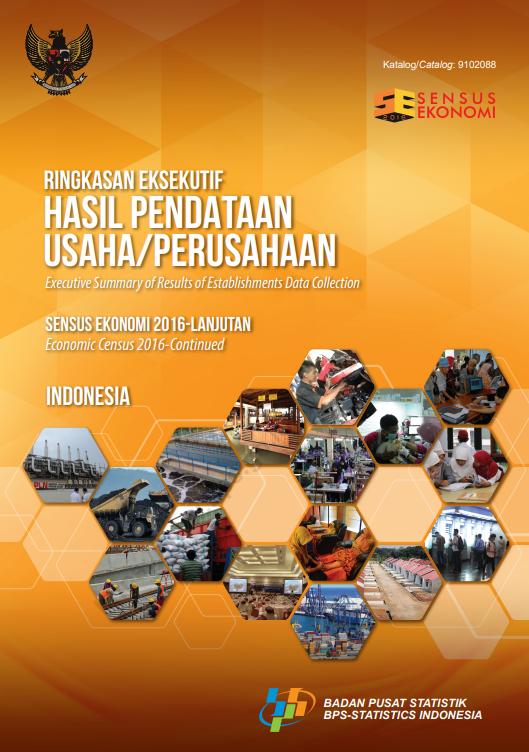 Katalog/Catalog: 9102088
SE2016
SENSUS
EKONOMI
RINGKASAN EKSEKUTIF
HASIL PENDATAAN
USAHA/PERUSAHAAN
Executive Summary of Results of Establishments Data Collection
SENSUS EKONOMI 2016-LANJUTAN
Economic Census 2016-Continued
INDONESIA
BADAN PUSAT STATISTIK
BPS-STATISTICS INDONESIA